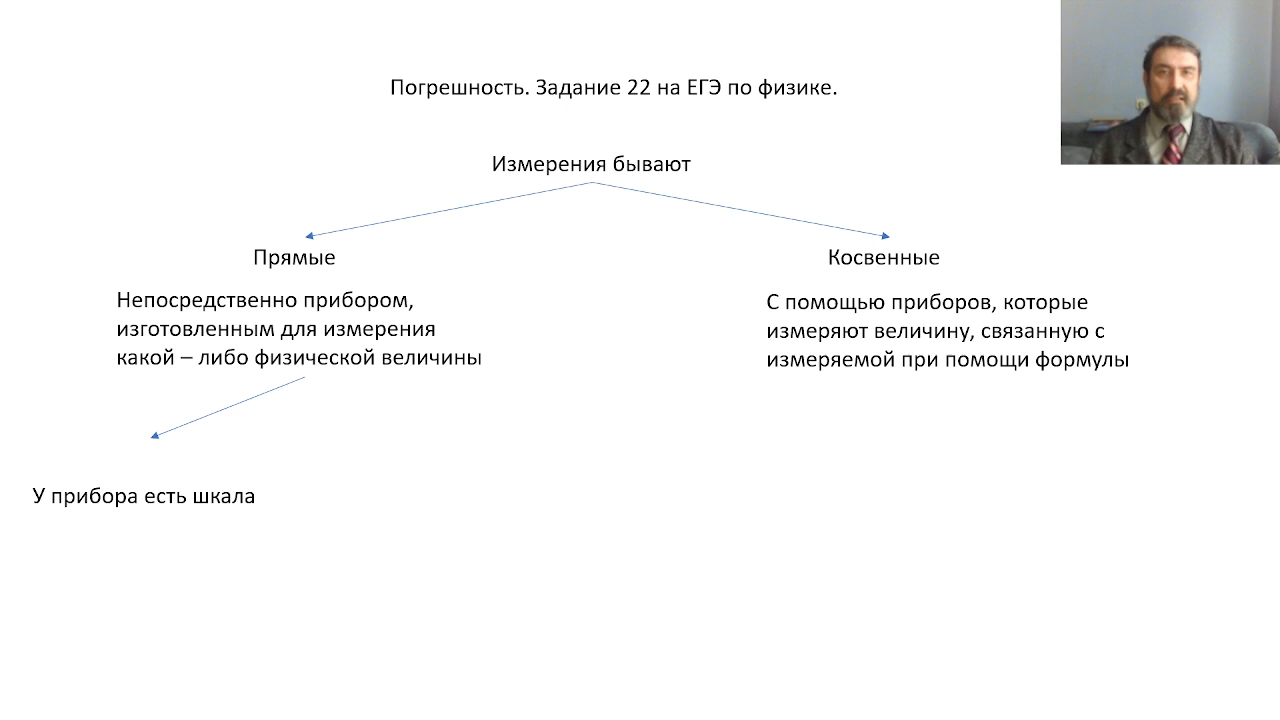 Погрешность. Задание 22 на ЕГЭ по физике.
Измерения бывают
Прямые
Непосредственно прибором,
изготовленным для измерения
какой – либо физической величины
Косвенные
С помощью приборов, которые
измеряют величину, связанную с
измеряемой при помощи формулы
У прибора есть шкала